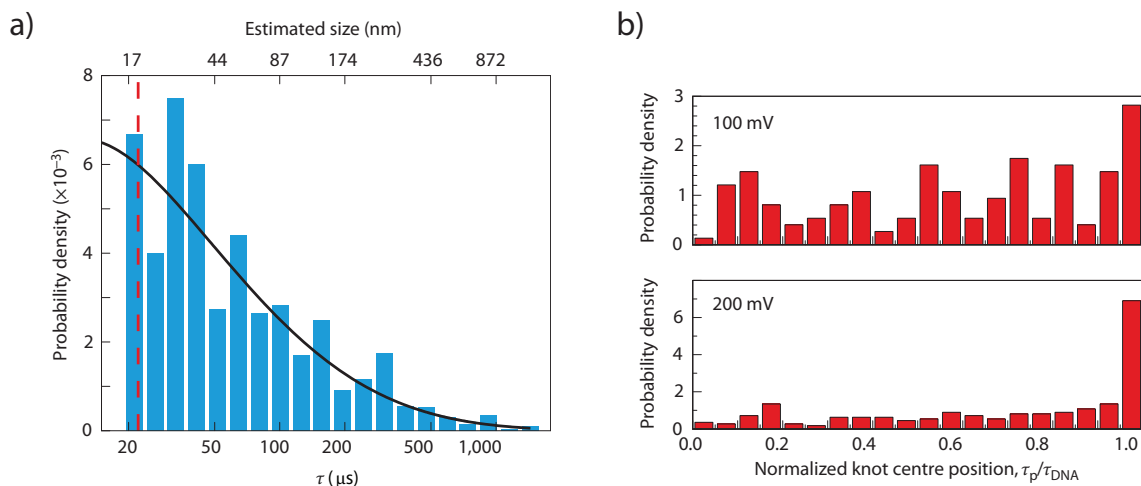 a)
Estimated size (nm)
17 44 87 174 436 872
8
6
4
2
0
Probability density (×10⁻³)
20 50 100 200 500 1,000
τ (µs)
b)
3
2
1
0
Probability density
100 mV
6
4
2
0
Probability density
200 mV
0.0 0.2 0.4 0.6 0.8 1.0
Normalized knot centre position, τp/τDNA